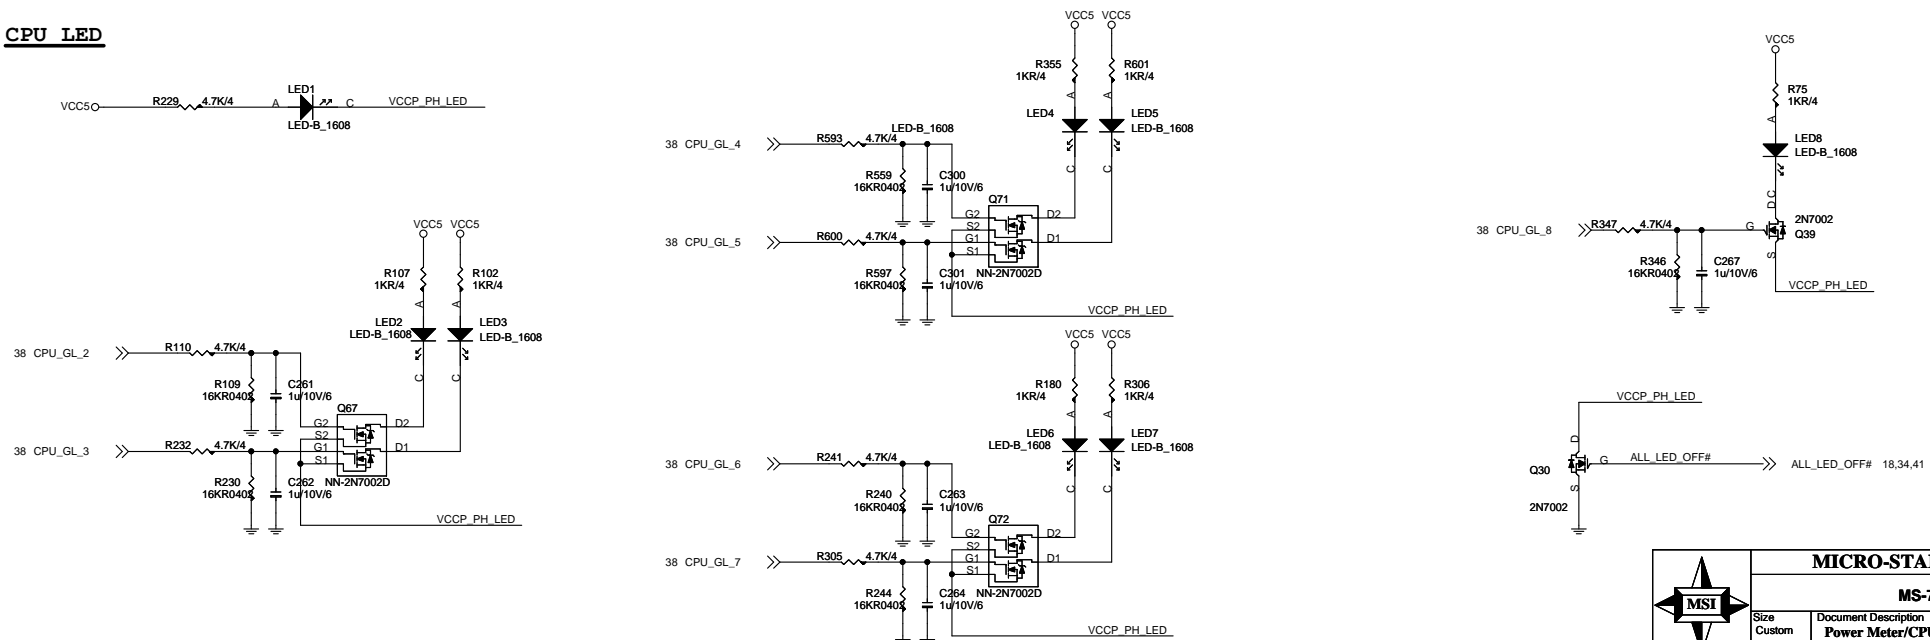 CPU LED
VCC5
R229
4.7K/4
A
LED1
C
VCCP_PH_LED
LED-B_1608
VCC5
VCC5
R107
1KR/4
R102
1KR/4
A
A
LED2
LED-B_1608
LED3
LED-B_1608
C
C
38 CPU_GL_2
R110
4.7K/4
R109
16KR0402
C261
1u/10V/6
Q67
G2
S2
G1
S1
D2
D1
NN-2N7002D
38 CPU_GL_3
R232
4.7K/4
R230
16KR0402
C262
1u/10V/6
VCCP_PH_LED
VCC5
VCC5
R355
1KR/4
R601
1KR/4
A
A
LED4
LED-B_1608
LED5
LED-B_1608
C
C
38 CPU_GL_4
R593
4.7K/4
R559
16KR0402
C300
1u/10V/6
Q71
G2
S2
G1
S1
D2
D1
NN-2N7002D
38 CPU_GL_5
R600
4.7K/4
R597
16KR0402
C301
1u/10V/6
VCCP_PH_LED
VCC5
VCC5
R180
1KR/4
R306
1KR/4
A
A
LED6
LED-B_1608
LED7
LED-B_1608
C
C
38 CPU_GL_6
R241
4.7K/4
R240
16KR0402
C263
1u/10V/6
Q72
G2
S2
G1
S1
D2
D1
NN-2N7002D
38 CPU_GL_7
R305
4.7K/4
R244
16KR0402
C264
1u/10V/6
VCCP_PH_LED
VCC5
R75
1KR/4
A
LED8
LED-B_1608
C
D
38 CPU_GL_8
R347
4.7K/4
G
2N7002
Q39
S
R346
16KR0402
C267
1u/10V/6
VCCP_PH_LED
VCCP_PH_LED
D
Q30
G
ALL_LED_OFF#
ALL_LED_OFF# 18,34,41
S
2N7002
MSI
MICRO-STA
MS-7
Size
Custom
Document Description
Power Meter/CPU